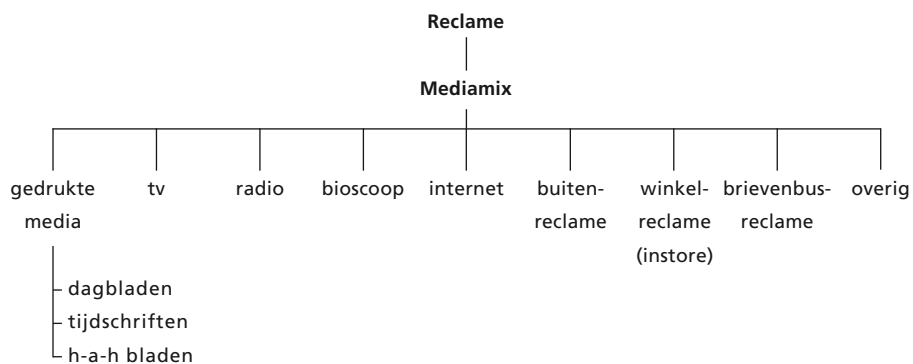 Reclame
Mediamix
gedrukte media
tv
radio
bioscoop
internet
buiten-
reclame
winkel-
reclame
(instore)
brievenbus-
reclame
overig
dagbladen
tijdschriften
h-a-h bladen